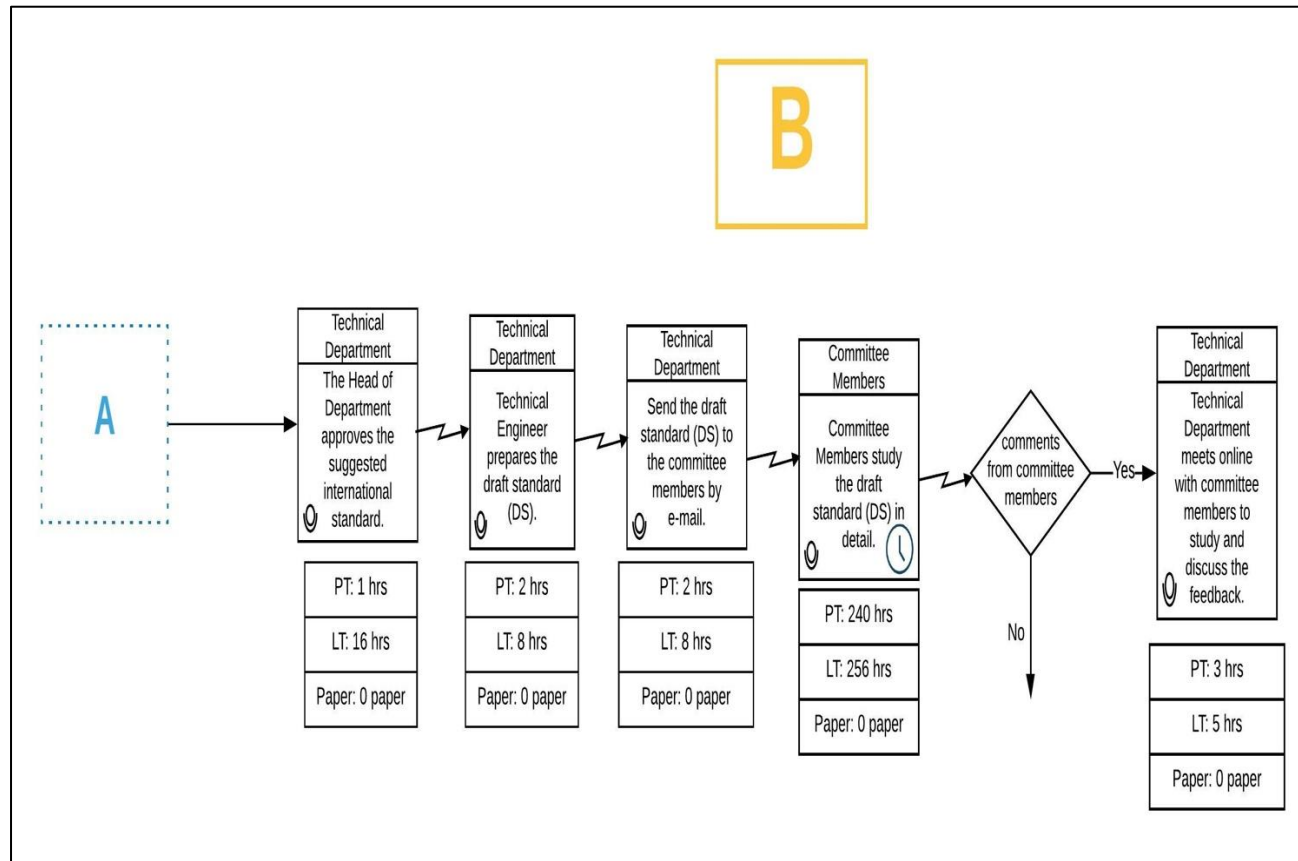 B
A
Technical
Department
The Head of
Department
approves the
suggested
international
standard.
PT: 1 hrs
LT: 16 hrs
Paper: 0 paper
Technical
Department
Technical
Engineer
prepares the
draft standard
(DS).
PT: 2 hrs
LT: 8 hrs
Paper: 0 paper
Technical
Department
Send the draft
standard (DS) to
the committee
members by
e-mail.
PT: 2 hrs
LT: 8 hrs
Paper: 0 paper
Committee
Members
Committee
Members study
the draft
standard (DS) in
detail.
PT: 240 hrs
LT: 256 hrs
Paper: 0 paper
comments
from committee
members
Yes
No
Technical
Department
Technical
Department
meets online
with committee
members to
study and
discuss the
feedback.
PT: 3 hrs
LT: 5 hrs
Paper: 0 paper